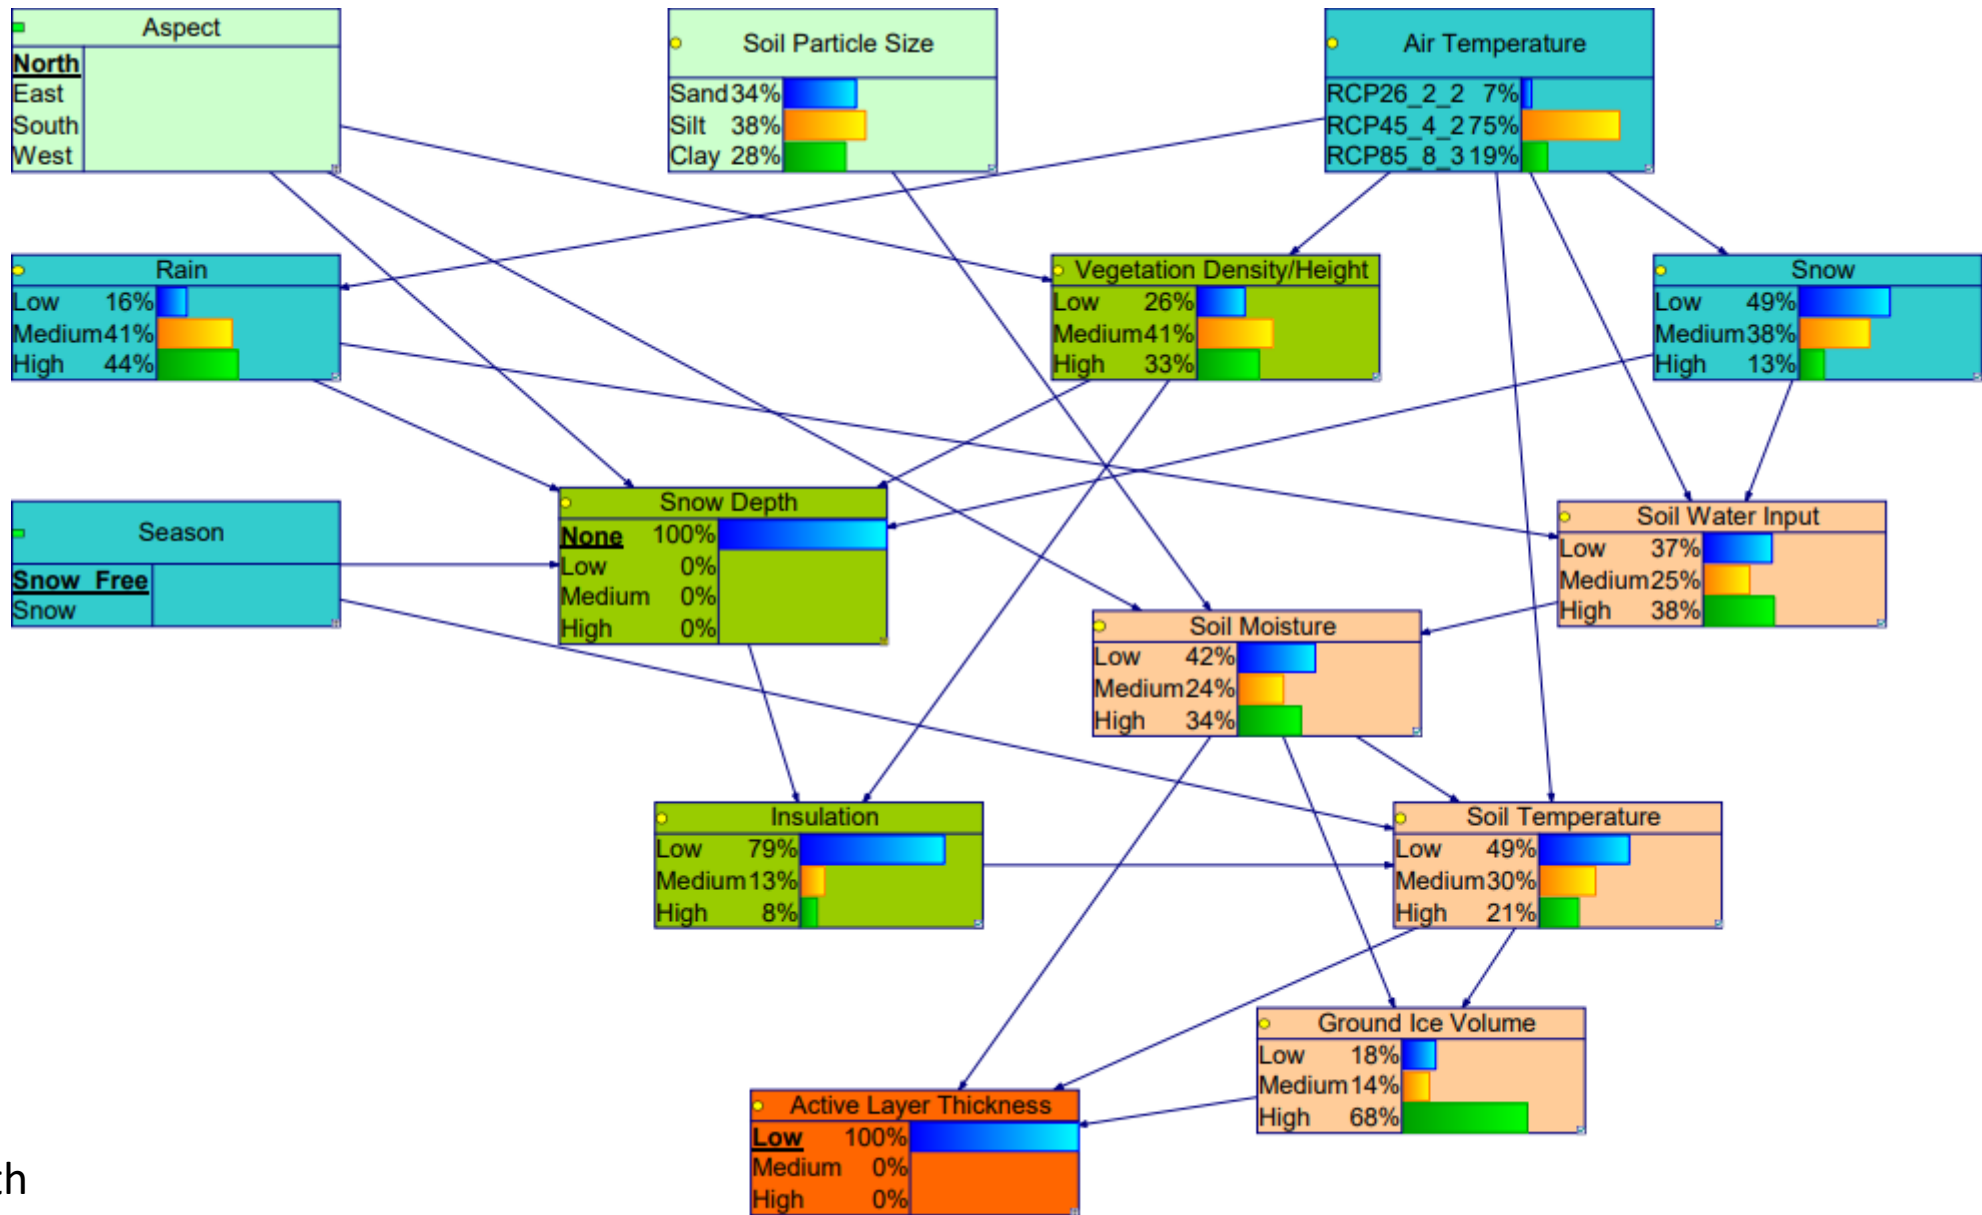 Aspect
North
East
South
West
Soil Particle Size
Sand 34%
Silt 38%
Clay 28%
Air Temperature
RCP26_2_2 7%
RCP45_4_2 75%
RCP85_8_3 19%
Rain
Low 16%
Medium 41%
High 44%
Vegetation Density/Height
Low 26%
Medium 41%
High 33%
Snow
Low 49%
Medium 38%
High 13%
Season
Snow_Free
Snow
Snow Depth
None 100%
Low 0%
Medium 0%
High 0%
Soil Water Input
Low 37%
Medium 25%
High 38%
Soil Moisture
Low 42%
Medium 24%
High 34%
Insulation
Low 79%
Medium 13%
High 8%
Soil Temperature
Low 49%
Medium 30%
High 21%
Ground Ice Volume
Low 18%
Medium 14%
High 68%
Active Layer Thickness
Low 100%
Medium 0%
High 0%